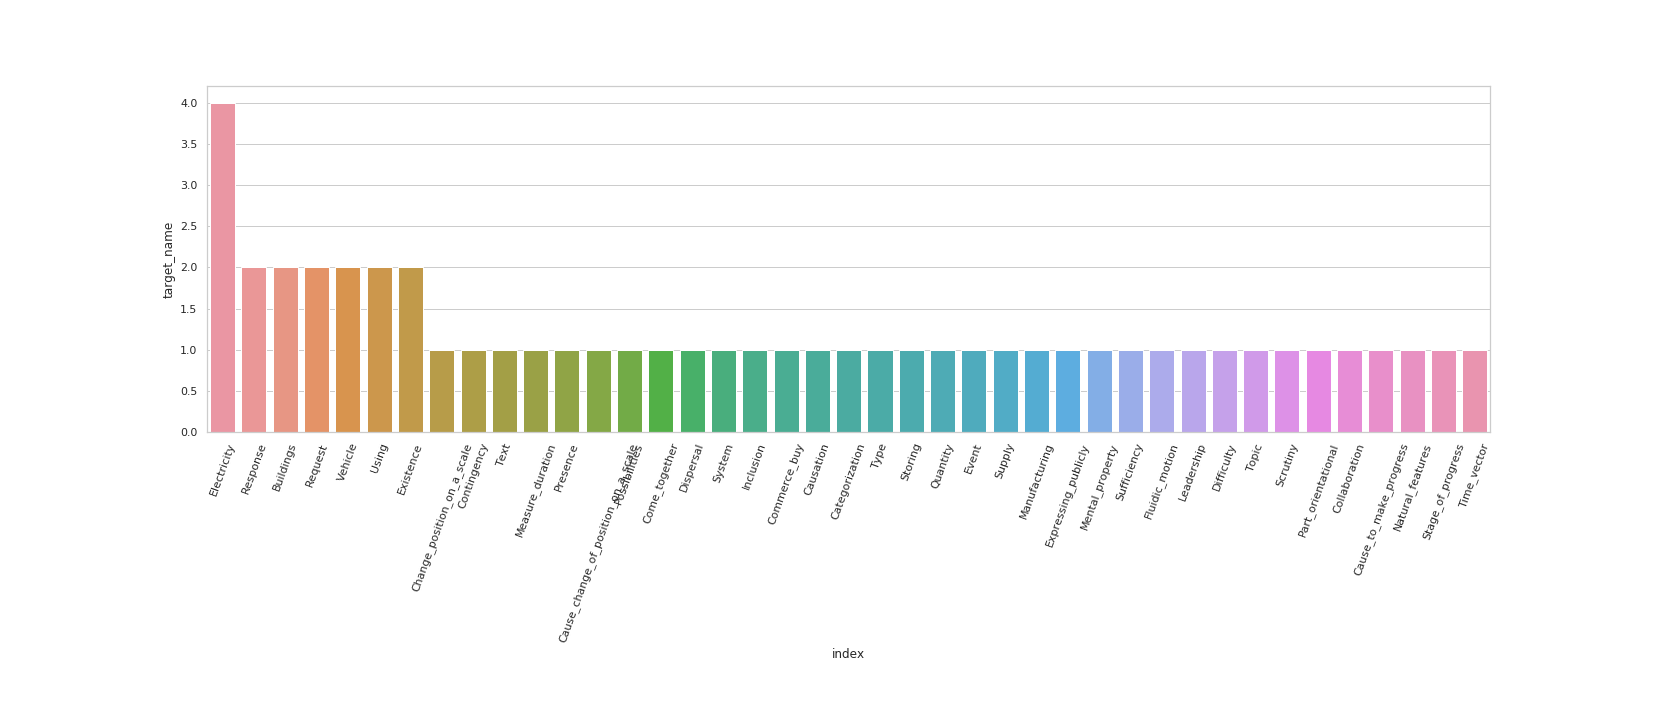 4.0
3.5
3.0
2.5
2.0
1.5
1.0
0.5
0.0
target_name
Electricity
Response
Buildings
Request
Vehicle
Using
Existence
Change_position_on_a_scale
Contingency
Text
Measure_duration
Presence
Cause_change_of_position_on_a_scale
Possibilities
Come_together
Dispersal
System
Inclusion
Commerce_buy
Causation
Categorization
Type
Storing
Quantity
Event
Supply
Manufacturing
Expressing_publicly
Mental_property
Sufficiency
Fluidic_motion
Leadership
Difficulty
Topic
Scrutiny
Part_orientational
Collaboration
Cause_to_make_progress
Natural_features
Stage_of_progress
Time_vector
index